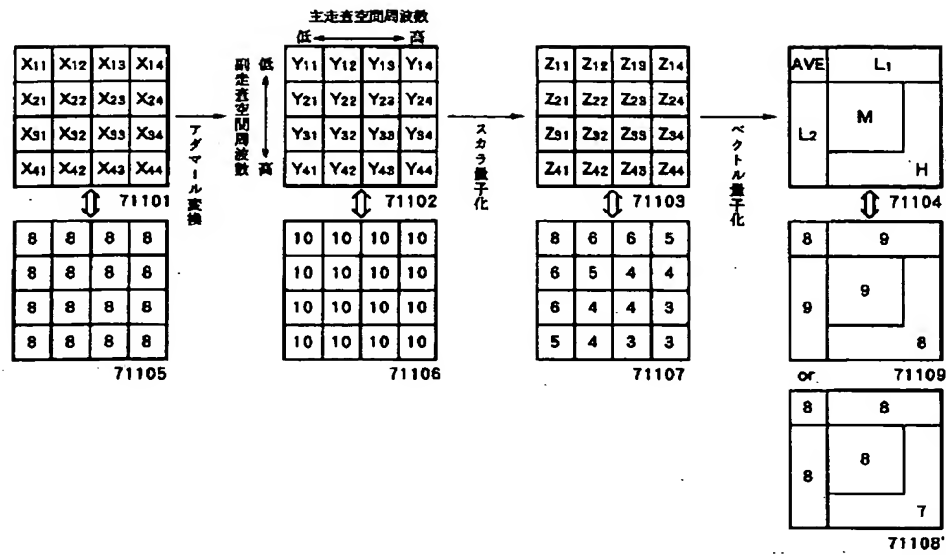 主走査空間周波数
低 高
X11 X12 X13 X14
X21 X22 X23 X24
X31 X32 X33 X34
X41 X42 X43 X44
71101
アダマール変換
副走査空間周波数
低
高
Y11 Y12 Y13 Y14
Y21 Y22 Y23 Y24
Y31 Y32 Y33 Y34
Y41 Y42 Y43 Y44
71102
スカラ量子化
Z11 Z12 Z13 Z14
Z21 Z22 Z23 Z24
Z31 Z32 Z33 Z34
Z41 Z42 Z43 Z44
71103
ベクトル量子化
AVE L1
L2 M
H
71104
8 8 8 8
8 8 8 8
8 8 8 8
8 8 8 8
71105
10 10 10 10
10 10 10 10
10 10 10 10
10 10 10 10
71106
8 6 6 5
6 5 4 4
6 4 4 3
5 4 3 3
71107
8 9
9 9
8
or 71109
8 8
8 8
7
71108'